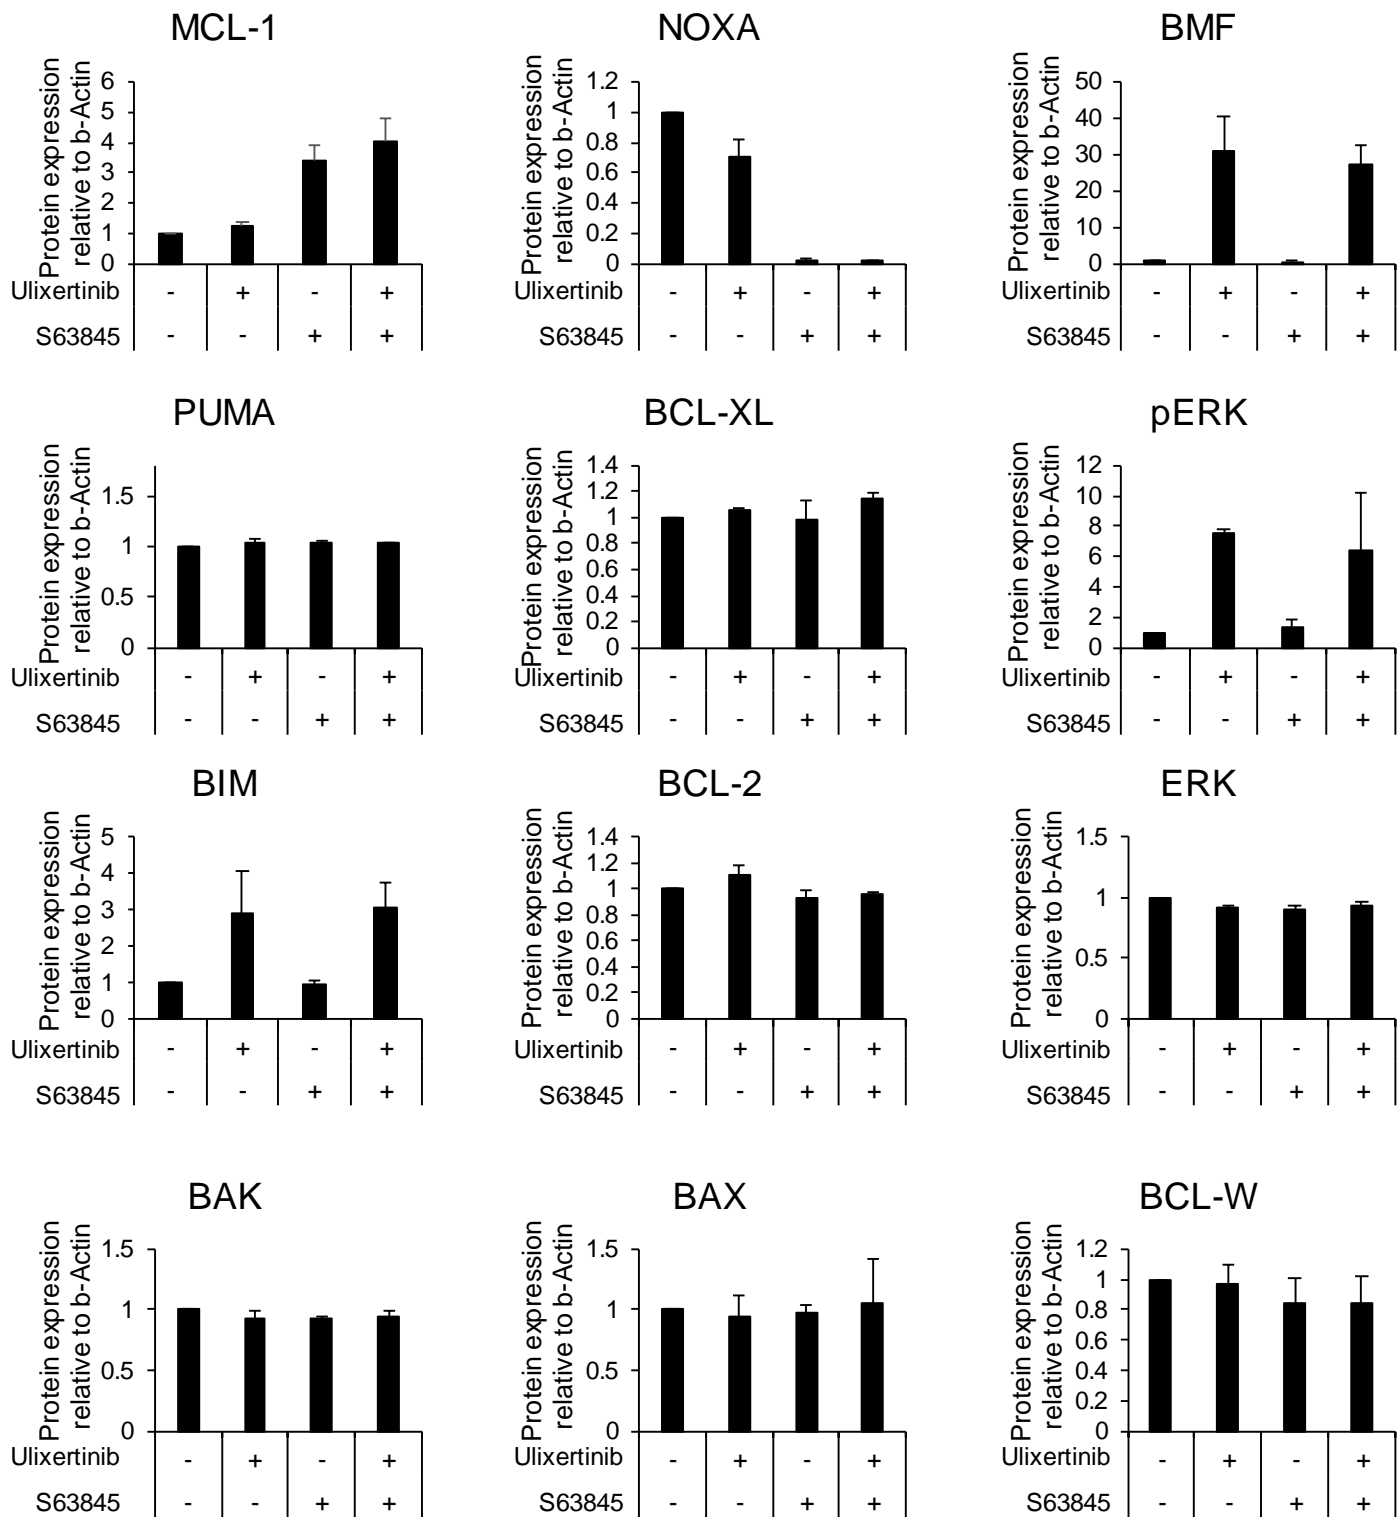 MCL-1
Protein expression
relative to b-Actin
6
5
4
3
2
1
0
Ulixertinib - + - +
S63845 - - + +
NOXA
Protein expression
relative to b-Actin
1.2
1
0.8
0.6
0.4
0.2
0
Ulixertinib - + - +
S63845 - - + +
BMF
Protein expression
relative to b-Actin
50
40
30
20
10
0
Ulixertinib - + - +
S63845 - - + +
PUMA
Protein expression
relative to b-Actin
1.5
1
0.5
0
Ulixertinib - + - +
S63845 - - + +
BCL-XL
Protein expression
relative to b-Actin
1.4
1.2
1
0.8
0.6
0.4
0.2
0
Ulixertinib - + - +
S63845 - - + +
pERK
Protein expression
relative to b-Actin
12
10
8
6
4
2
0
Ulixertinib - + - +
S63845 - - + +
BIM
Protein expression
relative to b-Actin
5
4
3
2
1
0
Ulixertinib - + - +
S63845 - - + +
BCL-2
Protein expression
relative to b-Actin
1.4
1.2
1
0.8
0.6
0.4
0.2
0
Ulixertinib - + - +
S63845 - - + +
ERK
Protein expression
relative to b-Actin
1.5
1
0.5
0
Ulixertinib - + - +
S63845 - - + +
BAK
Protein expression
relative to b-Actin
1.5
1
0.5
0
Ulixertinib - + - +
S63845 - - + +
BAX
Protein expression
relative to b-Actin
1.5
1
0.5
0
Ulixertinib - + - +
S63845 - - + +
BCL-W
Protein expression
relative to b-Actin
1.2
1
0.8
0.6
0.4
0.2
0
Ulixertinib - + - +
S63845 - - + +